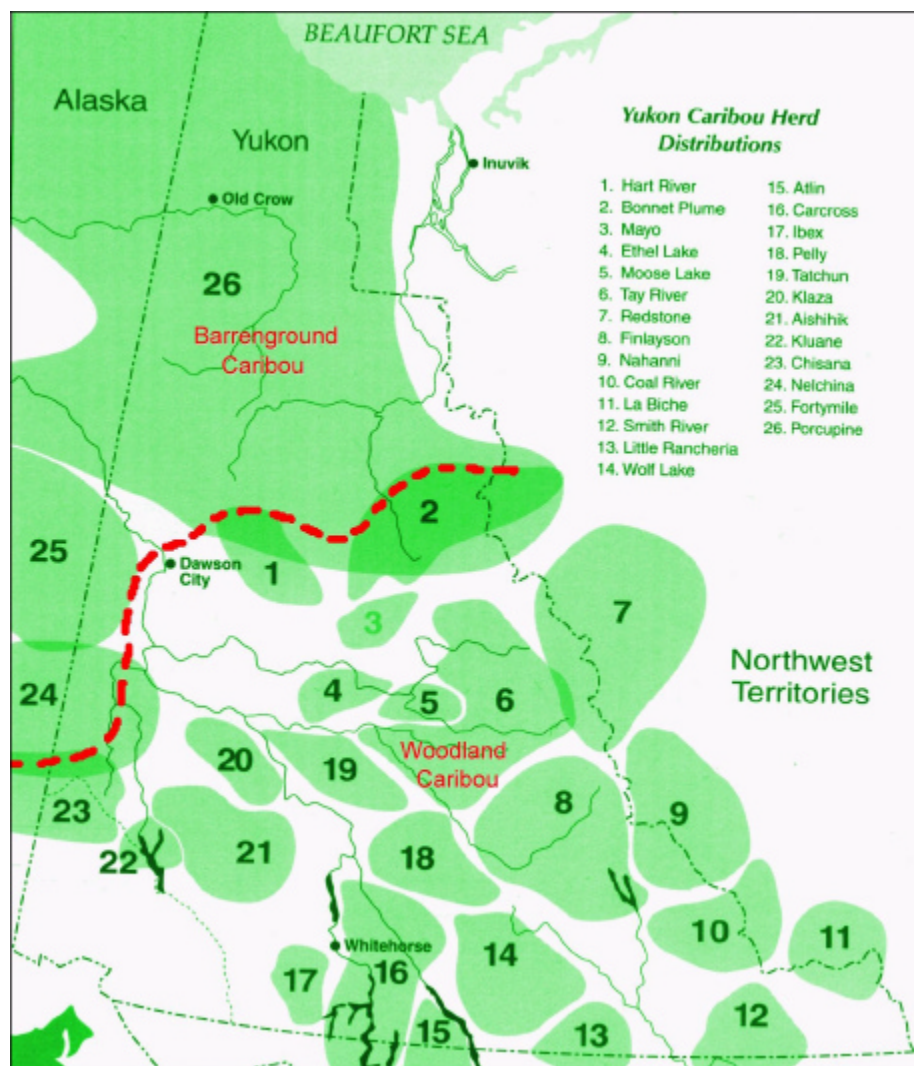 BEAUFORT SEA
Alaska
Yukon
Inuvik
Old Crow
Yukon Caribou Herd
Distributions
1. Hart River
2. Bonnet Plume
3. Mayo
4. Ethel Lake
5. Moose Lake
6. Tay River
7. Redstone
8. Finlayson
9. Nahanni
10. Coal River
11. La Biche
12. Smith River
13. Little Rancheria
14. Wolf Lake
15. Atlin
16. Carcross
17. Ibex
18. Pelly
19. Tatchun
20. Klaza
21. Aishihik
22. Kluane
23. Chisana
24. Nelchina
25. Fortymile
26. Porcupine
26
Barrenground
Caribou
2
25
Dawson
City
1
3
7
Northwest
Territories
24
4
5
6
Woodland
Caribou
20
19
23
8
9
22
21
18
10
11
Whitehorse
14
16
17
12
15
13